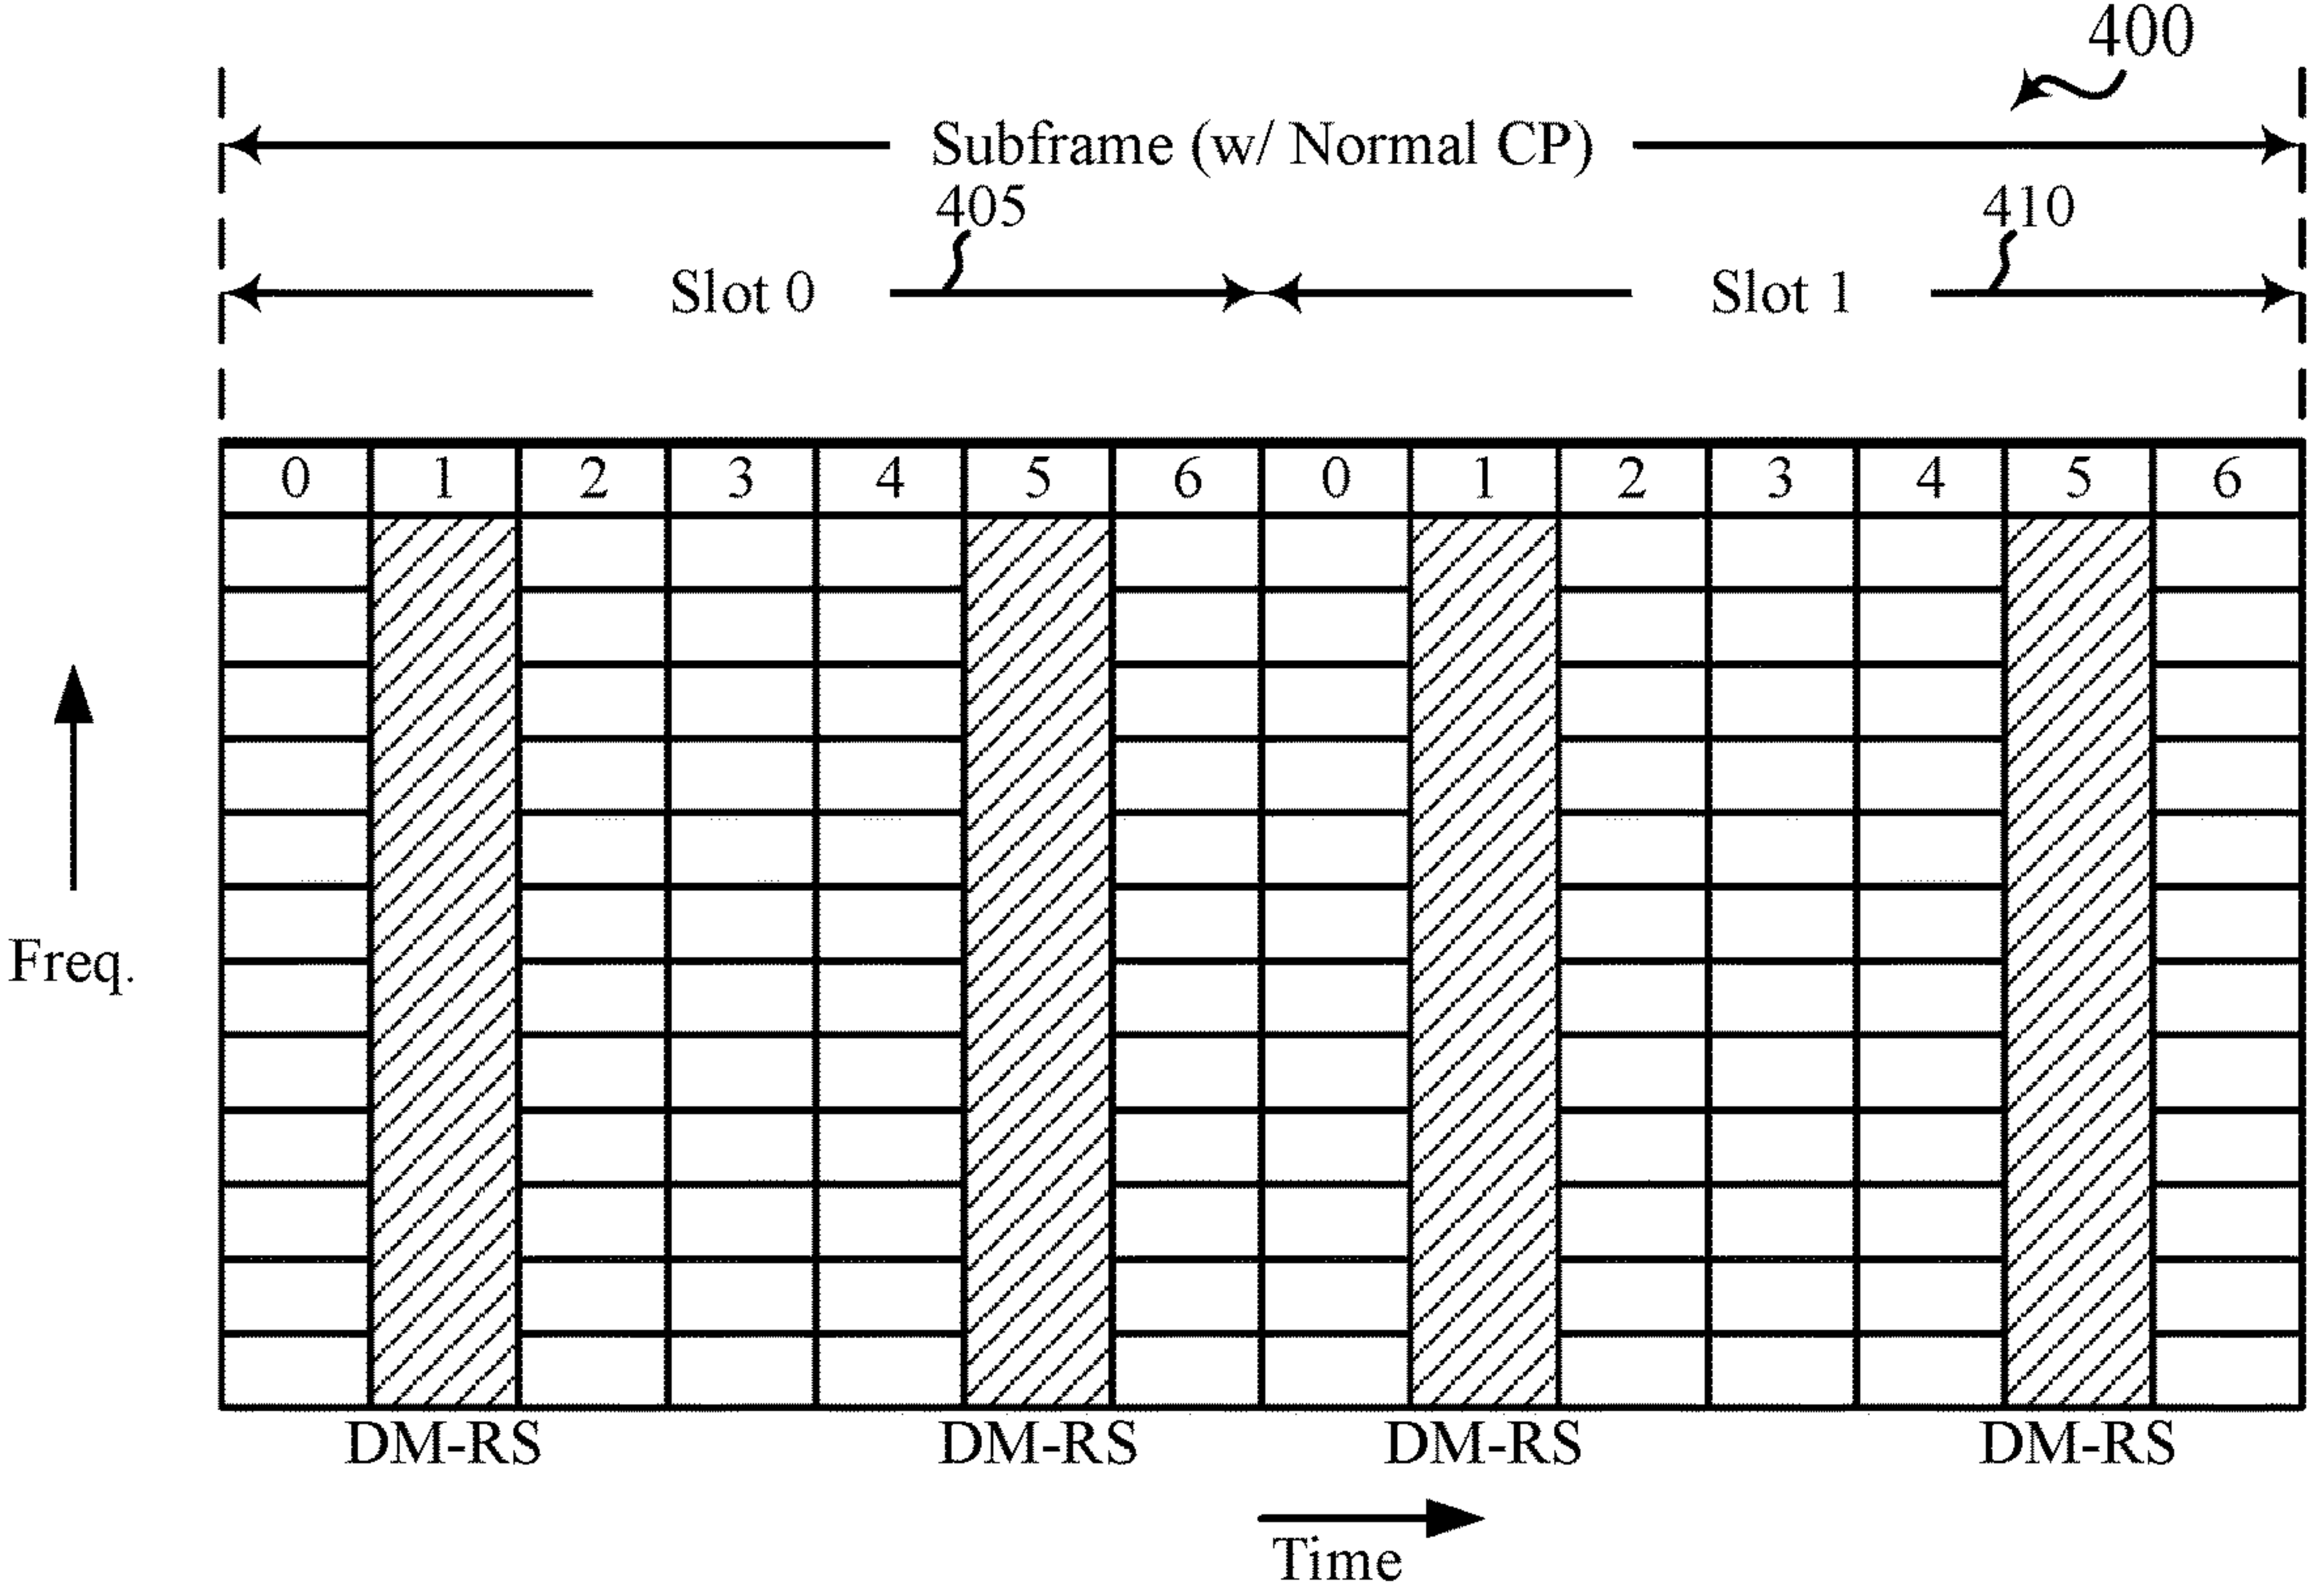 400
Subframe (w/ Normal CP)
405
410
Slot 0
Slot 1
0 1 2 3 4 5 6 0 1 2 3 4 5 6
Freq.
DM-RS DM-RS DM-RS DM-RS
Time